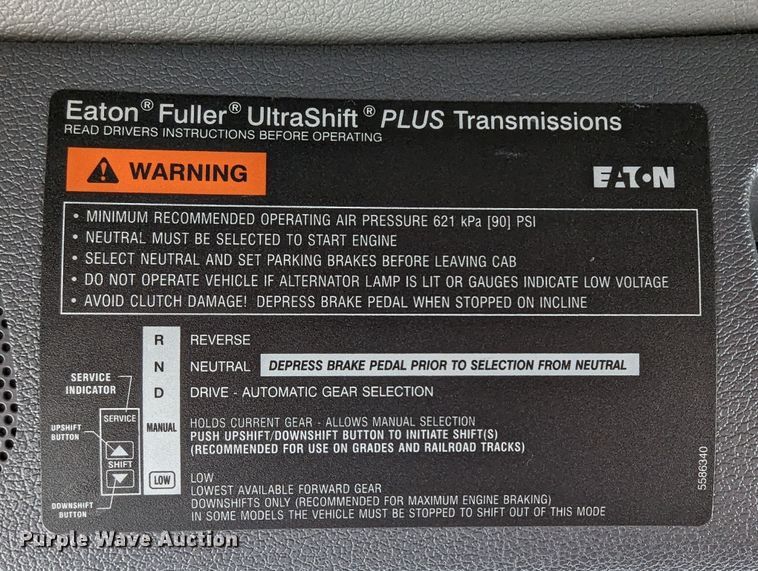 Eaton® Fuller® UltraShift® PLUS Transmissions
READ DRIVERS INSTRUCTIONS BEFORE OPERATING
WARNING
EATON
• MINIMUM RECOMMENDED OPERATING AIR PRESSURE 621 kPa [90] PSI
• NEUTRAL MUST BE SELECTED TO START ENGINE
• SELECT NEUTRAL AND SET PARKING BRAKES BEFORE LEAVING CAB
• DO NOT OPERATE VEHICLE IF ALTERNATOR LAMP IS LIT OR GAUGES INDICATE LOW VOLTAGE
• AVOID CLUTCH DAMAGE! DEPRESS BRAKE PEDAL WHEN STOPPED ON INCLINE
R REVERSE
N NEUTRAL DEPRESS BRAKE PEDAL PRIOR TO SELECTION FROM NEUTRAL
D DRIVE - AUTOMATIC GEAR SELECTION
MANUAL HOLDS CURRENT GEAR - ALLOWS MANUAL SELECTION
PUSH UPSHIFT/DOWNSHIFT BUTTON TO INITIATE SHIFT(S)
(RECOMMENDED FOR USE ON GRADES AND RAILROAD TRACKS)
LOW LOW
LOWEST AVAILABLE FORWARD GEAR
DOWNSHIFTS ONLY (RECOMMENDED FOR MAXIMUM ENGINE BRAKING)
IN SOME MODELS THE VEHICLE MUST BE STOPPED TO SHIFT OUT OF THIS MODE
SERVICE
INDICATOR
SERVICE
UPSHIFT
BUTTON
SHIFT
DOWNSHIFT
BUTTON
5586340
Purple Wave Auction